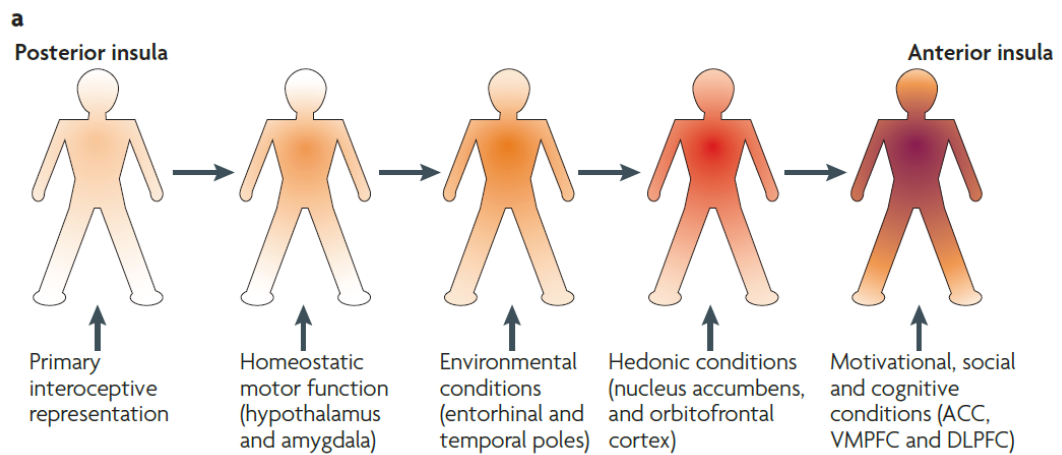 a
Posterior insula
Anterior insula
Primary
interoceptive
representation
Homeostatic
motor function
(hypothalamus
and amygdala)
Environmental
conditions
(entorhinal and
temporal poles)
Hedonic conditions
(nucleus accumbens,
and orbitofrontal
cortex)
Motivational, social
and cognitive
conditions (ACC,
VMPFC and DLPFC)